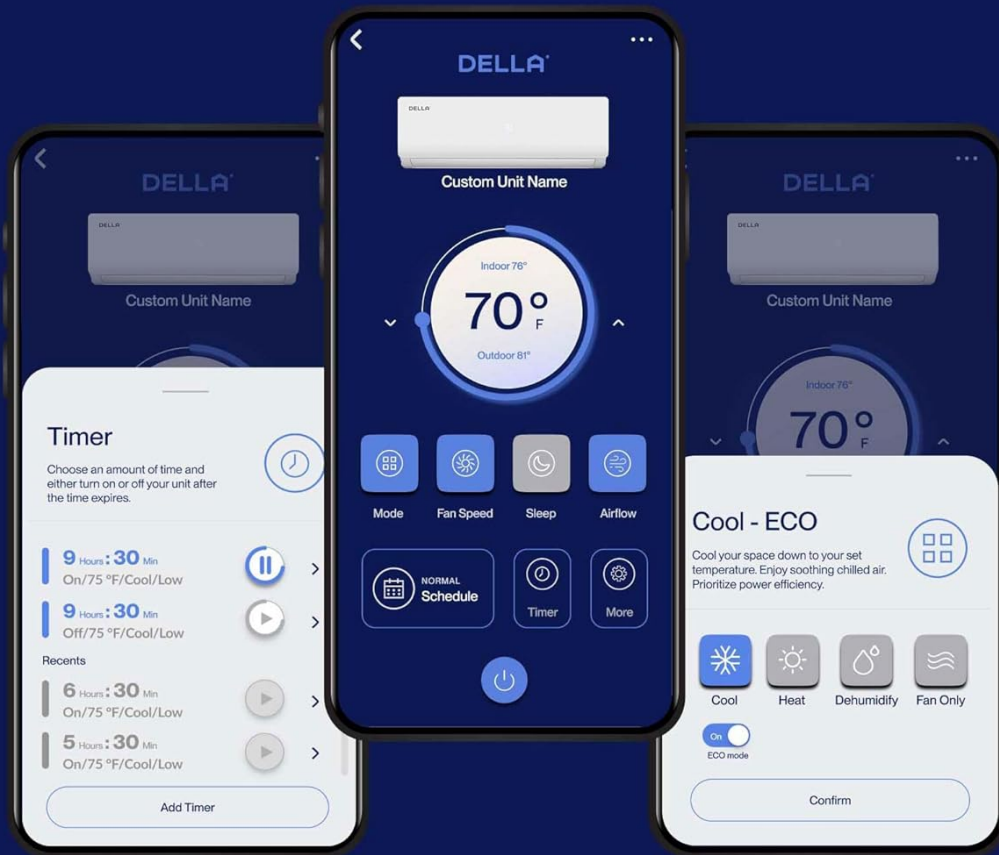 DELLA
DELLA
Custom Unit Name
Timer
Choose an amount of time and
either turn on or off your unit after
the time expires.
9 Hours : 30 Min
On/75 °F/Cool/Low
9 Hours : 30 Min
Off/75 °F/Cool/Low
Recents
6 Hours : 30 Min
On/75 °F/Cool/Low
5 Hours : 30 Min
On/75 °F/Cool/Low
Add Timer
DELLA
DELLA
Custom Unit Name
Indoor 76°
70°F
Outdoor 81°
Mode
Fan Speed
Sleep
Airflow
NORMAL
Schedule
Timer
More
DELLA
DELLA
Custom Unit Name
Indoor 76°
70°F
Cool - ECO
Cool your space down to your set
temperature. Enjoy soothing chilled air.
Prioritize power efficiency.
Cool
Heat
Dehumidify
Fan Only
On
ECO mode
Confirm